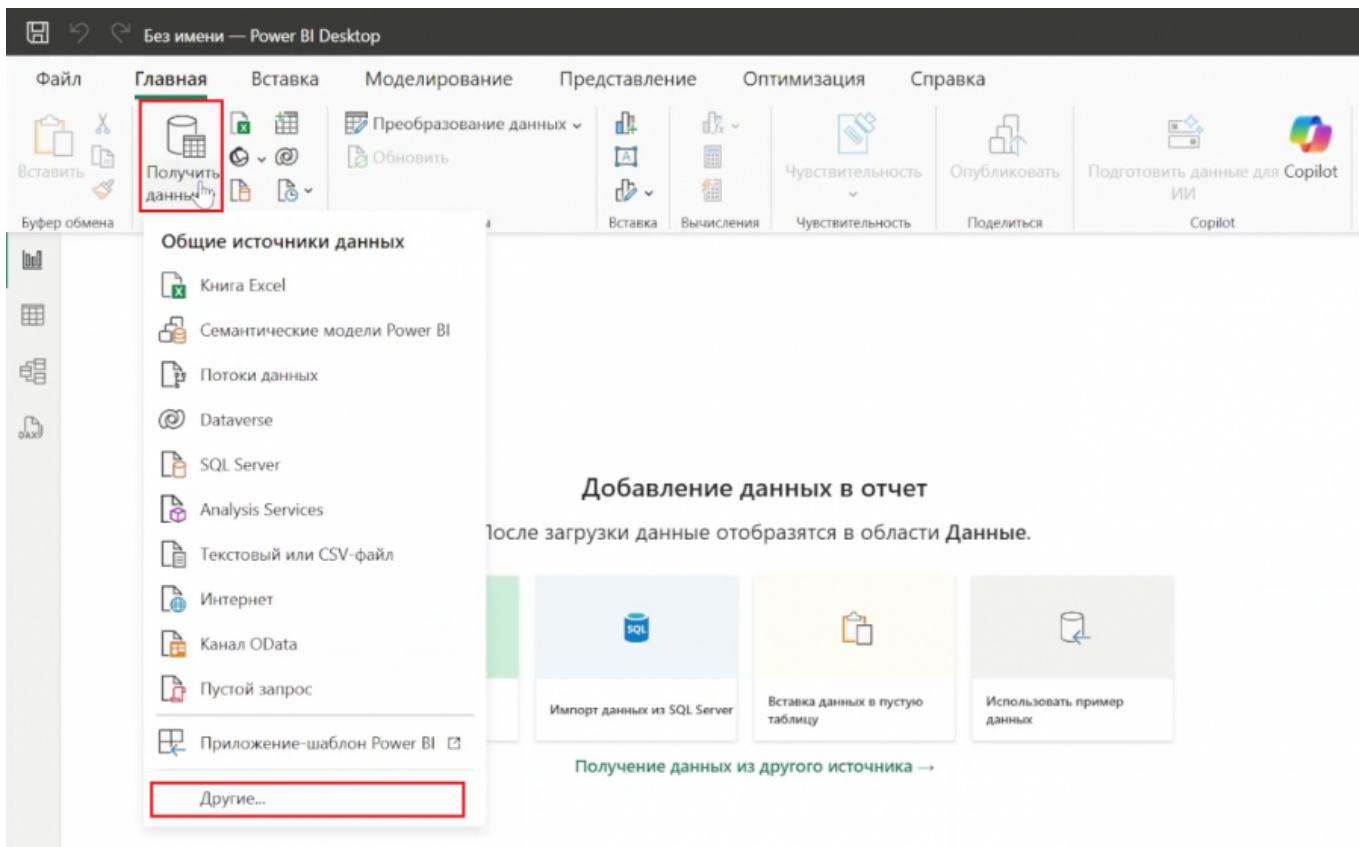 Без имени — Power BI Desktop
Файл Главная Вставка Моделирование Представление Оптимизация Справка
Вставить
Получить
данные
Преобразование данных
Обновить
Чувствительность
Опубликовать
Подготовить данные для
ИИ
Copilot
Буфер обмена
Вставка
Вычисления
Чувствительность
Поделиться
Copilot
Общие источники данных
Книга Excel
Семантические модели Power BI
Потоки данных
Dataverse
SQL Server
Analysis Services
Текстовый или CSV-файл
Интернет
Канал OData
Пустой запрос
Приложение-шаблон Power BI
Другие...
DAX
Добавление данных в отчет
После загрузки данные отобразятся в области Данные.
SQL
Импорт данных из SQL Server
Вставка данных в пустую
таблицу
Использовать пример
данных
Получение данных из другого источника →